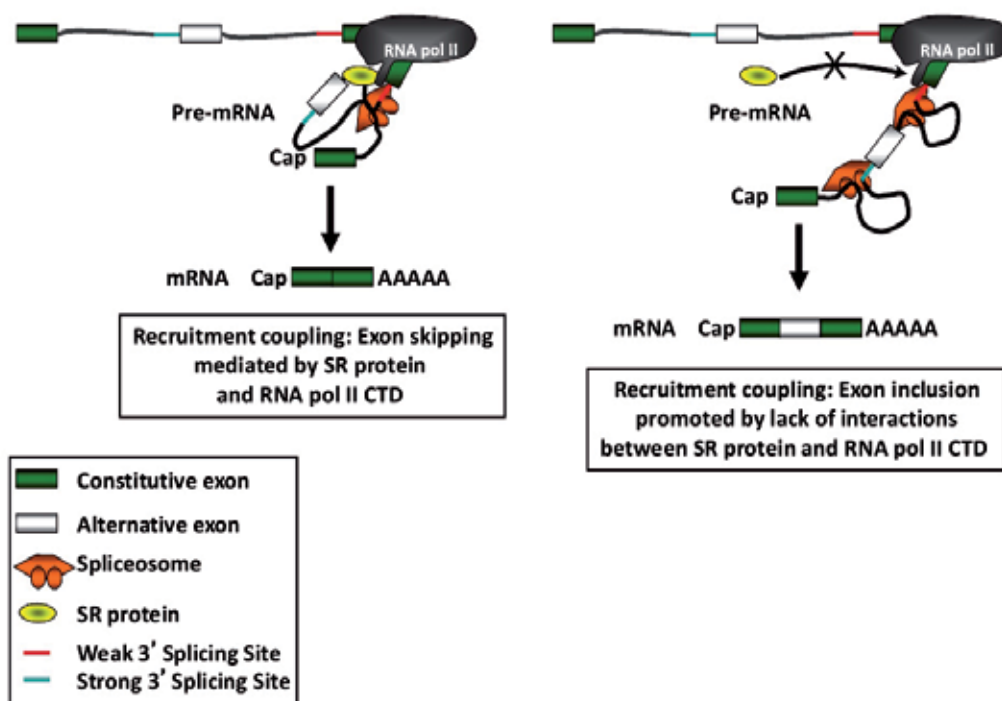 RNA pol II
Pre-mRNA
Cap
mRNA Cap AAAAA
Recruitment coupling: Exon skipping
mediated by SR protein
and RNA pol II CTD
RNA pol II
Pre-mRNA
Cap
mRNA Cap AAAAA
Recruitment coupling: Exon inclusion
promoted by lack of interactions
between SR protein and RNA pol II CTD
Constitutive exon
Alternative exon
Spliceosome
SR protein
Weak 3' Splicing Site
Strong 3' Splicing Site